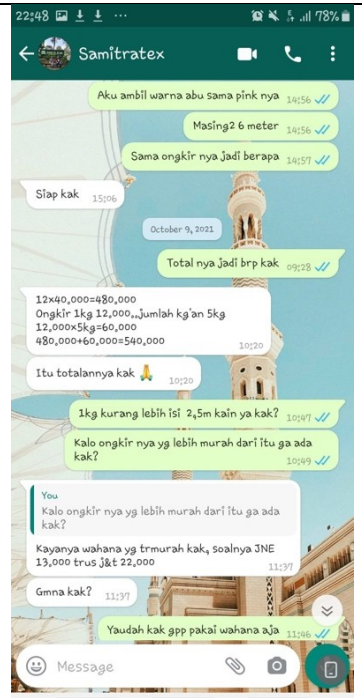 22:48
78%
Samitratex
Aku ambil warna abu sama pink nya 14:56
Masing2 6 meter 14:56
Sama ongkir nya jadi berapa 14:57
Siap kak 15:06
October 9, 2021
Total nya jadi brp kak 09:28
12x40,000=480,000
Ongkir 1kg 12,000,,jumlah kg'an 5kg
12,000x5kg=60,000
480,000+60,000=540,000
10:20
Itu totalannya kak 🙏 10:20
1kg kurang lebih isi 2,5m kain ya kak? 10:47
Kalo ongkir nya yg lebih murah dari itu ga ada
kak?
10:49
You
Kalo ongkir nya yg lebih murah dari itu ga ada
kak?
Kayanya wahana yg trmurah kak, soalnya JNE
13,000 trus j&t 22,000
11:37
Gmna kak? 11:37
Yaudah kak gpp pakai wahana aja 11:46
Message